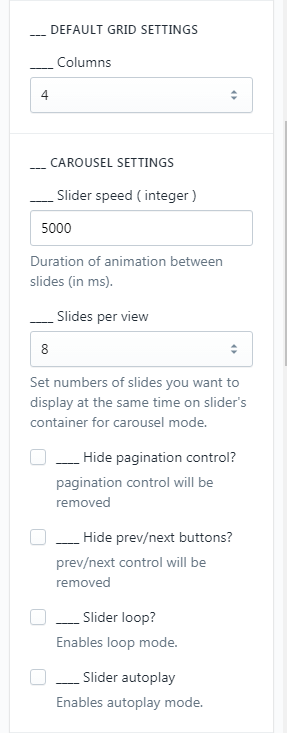 ___ DEFAULT GRID SETTINGS
____ Columns
4
___ CAROUSEL SETTINGS
____ Slider speed ( integer )
5000
Duration of animation between
slides (in ms).
____ Slides per view
8
Set numbers of slides you want to
display at the same time on slider's
container for carousel mode.
____ Hide pagination control?
pagination control will be
removed
____ Hide prev/next buttons?
prev/next control will be
removed
____ Slider loop?
Enables loop mode.
____ Slider autoplay
Enables autoplay mode.